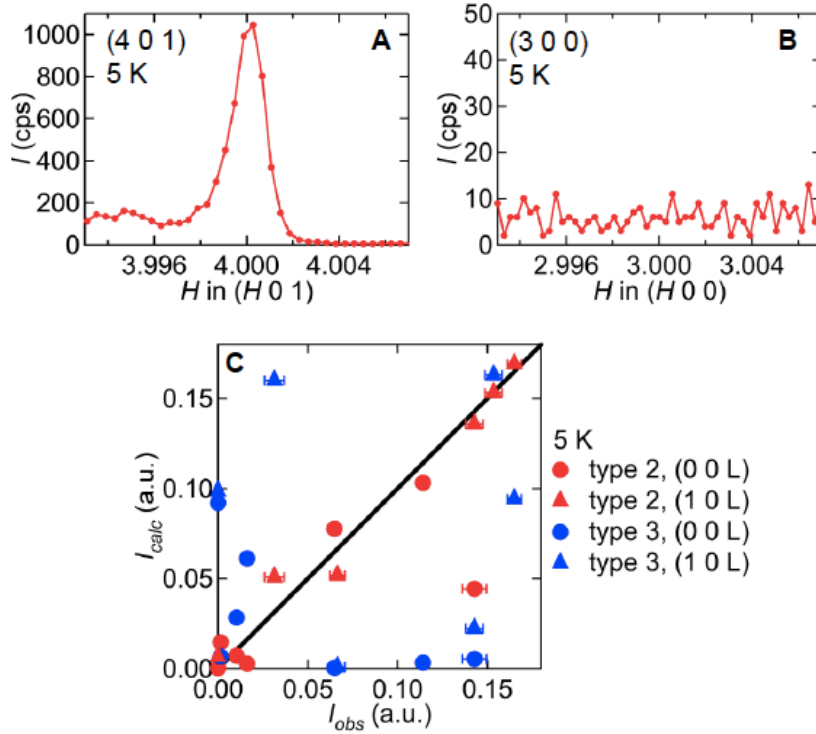 (4 0 1) A
5 K
1000
800
600
400
200
0
I (cps)
3.996 4.000 4.004
H in (H 0 1)
(3 0 0) B
5 K
50
40
30
20
10
0
I (cps)
2.996 3.000 3.004
H in (H 0 0)
C
0.15
0.10
0.05
0.00
Icalc (a.u.)
0.00 0.05 0.10 0.15
Iobs (a.u.)
5 K
type 2, (0 0 L)
type 2, (1 0 L)
type 3, (0 0 L)
type 3, (1 0 L)